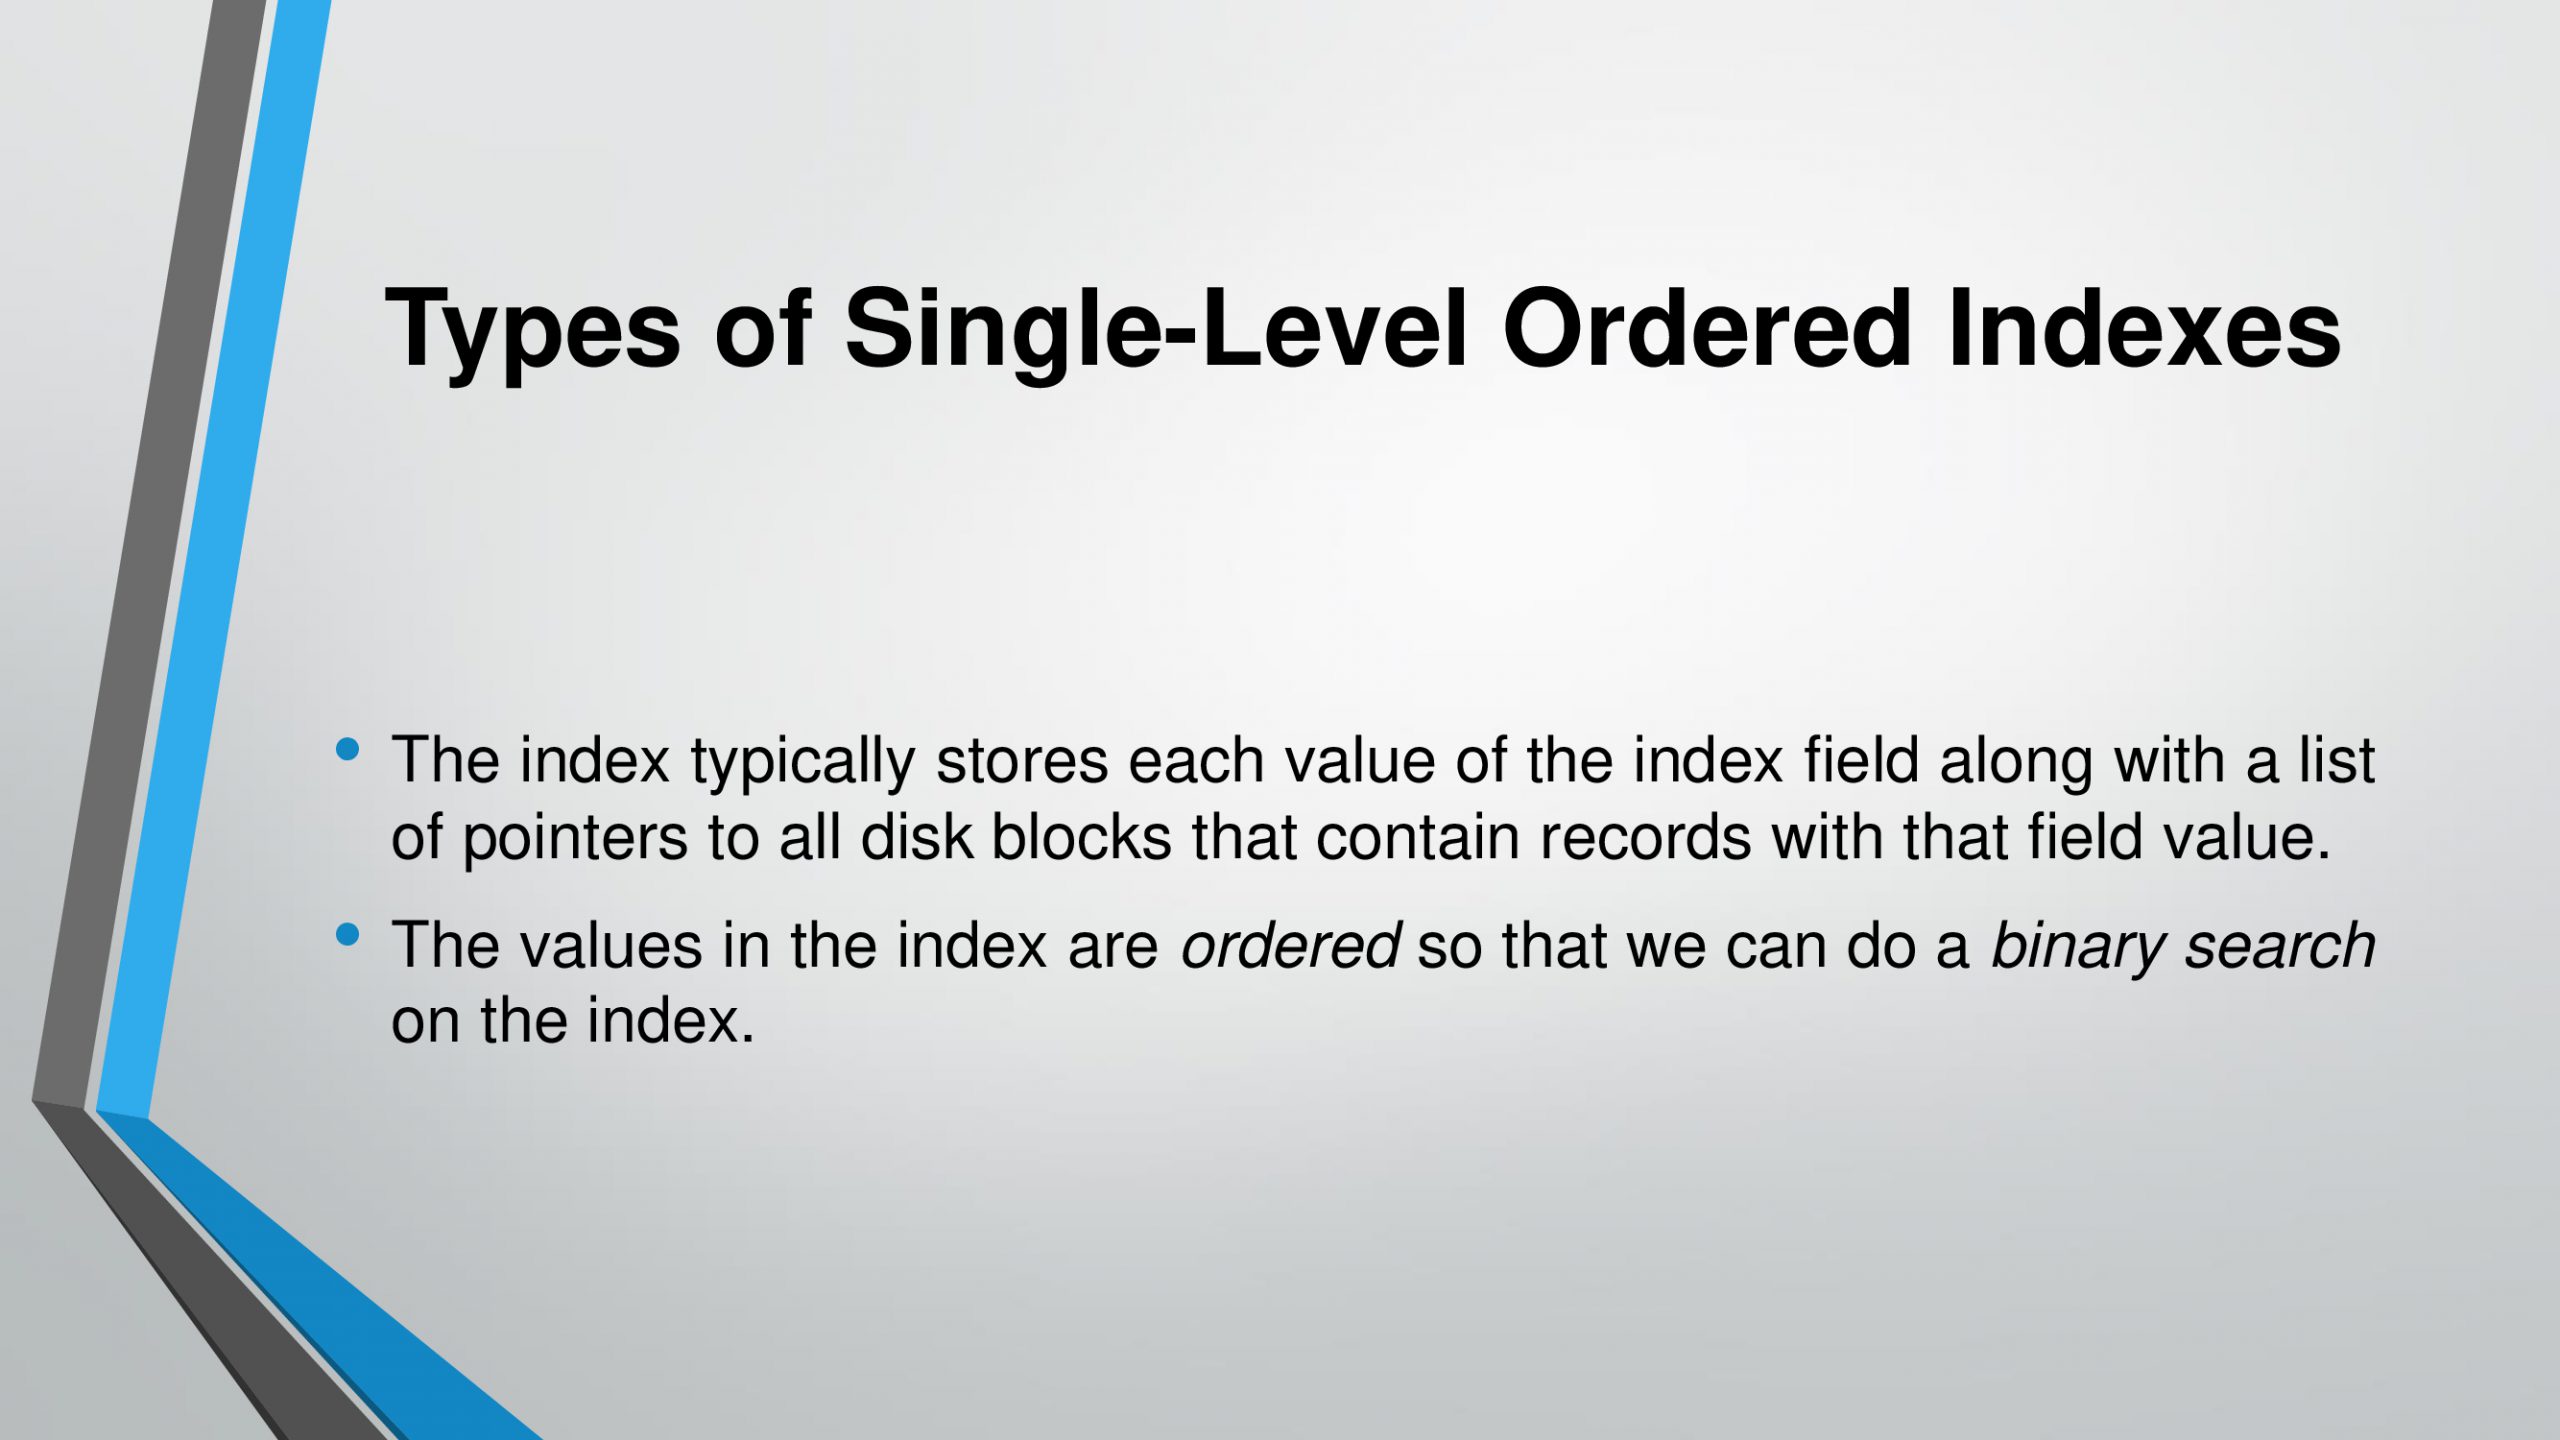 Types of Single-Level Ordered Indexes
• The index typically stores each value of the index field along with a list
of pointers to all disk blocks that contain records with that field value.
• The values in the index are ordered so that we can do a binary search
on the index.